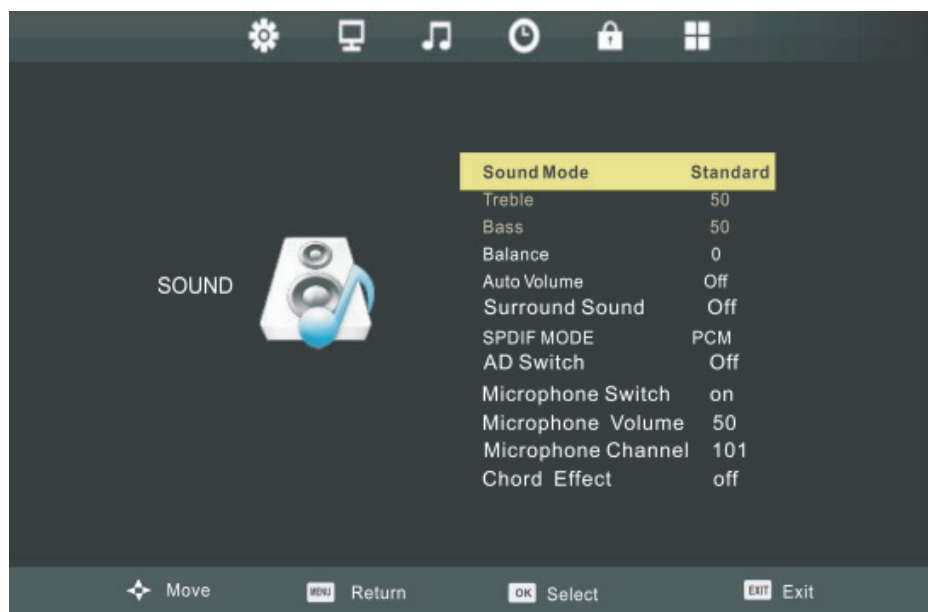 Sound Mode Standard
Treble 50
Bass 50
Balance 0
Auto Volume Off
SOUND
Surround Sound Off
SPDIF MODE PCM
AD Switch Off
Microphone Switch on
Microphone Volume 50
Microphone Channel 101
Chord Effect off
Move MENU Return OK Select EXIT Exit